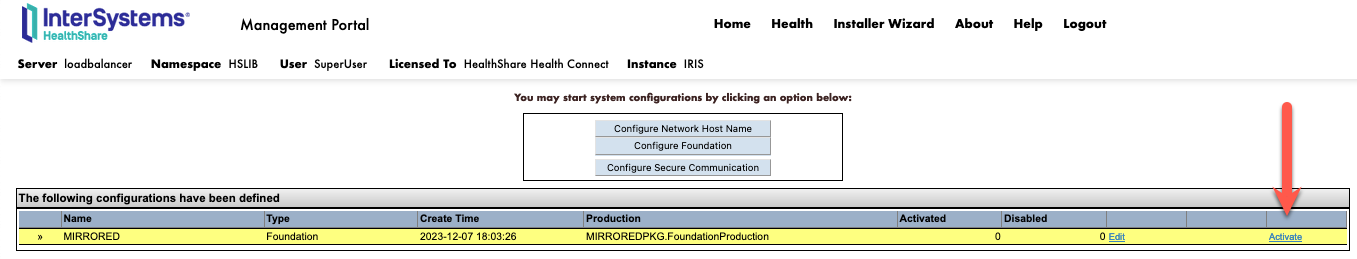 InterSystems®
HealthShare
Management Portal
Home Health Installer Wizard About Help Logout
Server loadbalancer Namespace HSLIB User SuperUser Licensed To HealthShare Health Connect Instance IRIS
You may start system configurations by clicking an option below:
Configure Network Host Name
Configure Foundation
Configure Secure Communication
The following configurations have been defined
Name Type Create Time Production Activated Disabled
» MIRRORED Foundation 2023-12-07 18:03:26 MIRROREDPKG.FoundationProduction 0 0 Edit Activate